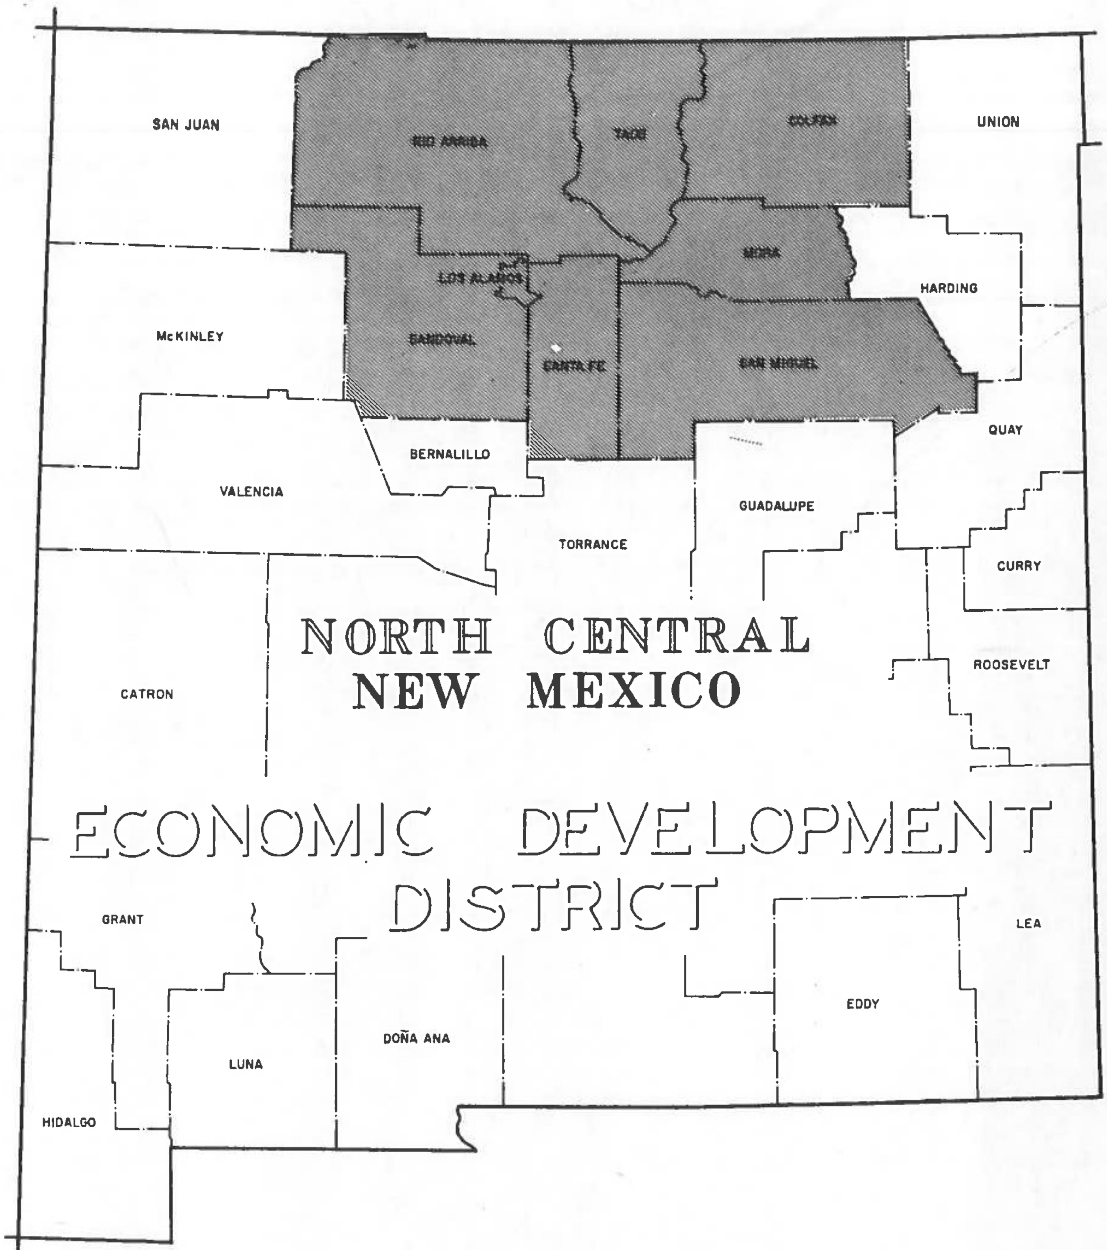 SAN JUAN
RIO ARRIBA
TAOS
COLFAX
UNION
MORA
LOS ALAMOS
HARDING
McKINLEY
SANDOVAL
SANTA FE
SAN MIGUEL
QUAY
BERNALILLO
VALENCIA
GUADALUPE
TORRANCE
CURRY
NORTH CENTRAL
NEW MEXICO
ROOSEVELT
CATRON
ECONOMIC DEVELOPMENT
DISTRICT
GRANT
LEA
EDDY
DOÑA ANA
LUNA
HIDALGO